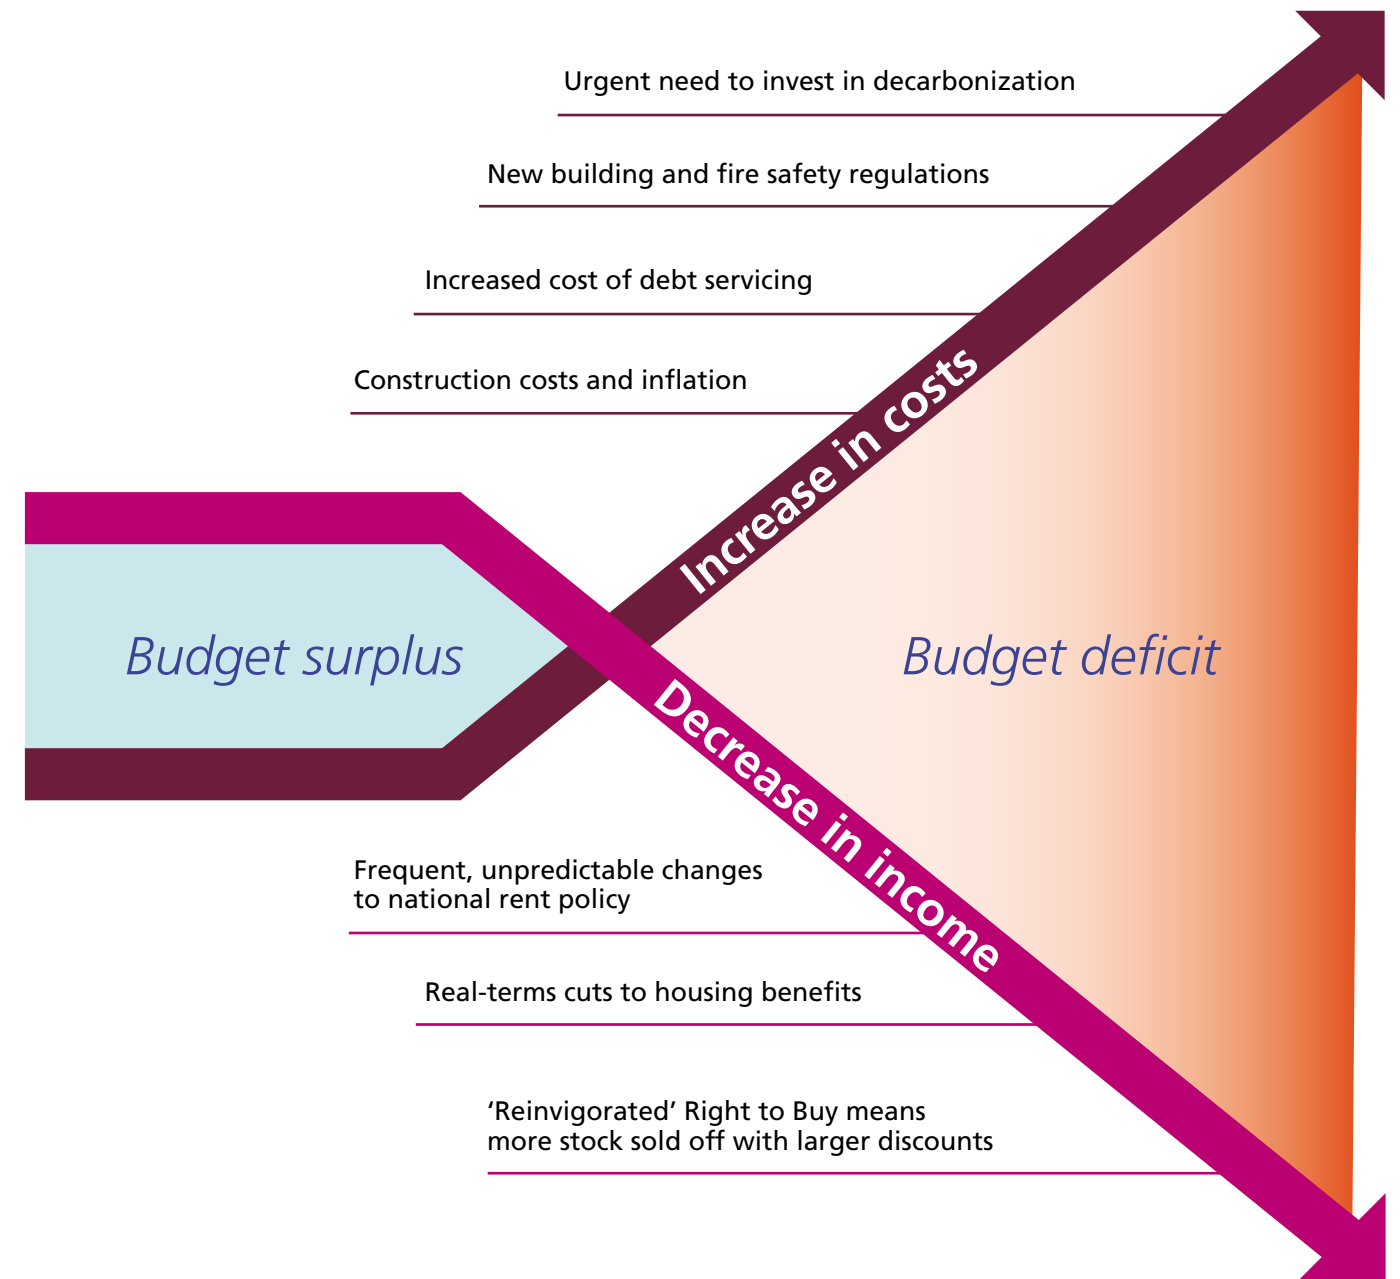 Urgent need to invest in decarbonization
New building and fire safety regulations
Increased cost of debt servicing
Construction costs and inflation
Increase in costs
Budget surplus
Budget deficit
Decrease in income
Frequent, unpredictable changes
to national rent policy
Real-terms cuts to housing benefits
‘Reinvigorated’ Right to Buy means
more stock sold off with larger discounts